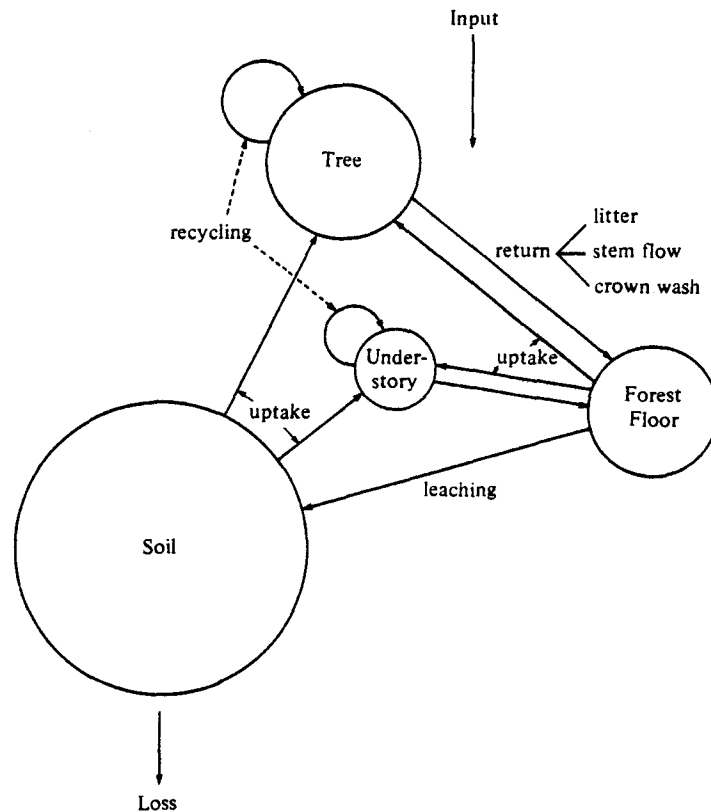 Input
Tree
litter
recycling
return
stem flow
crown wash
Under-
story
uptake
Forest
Floor
uptake
leaching
Soil
Loss